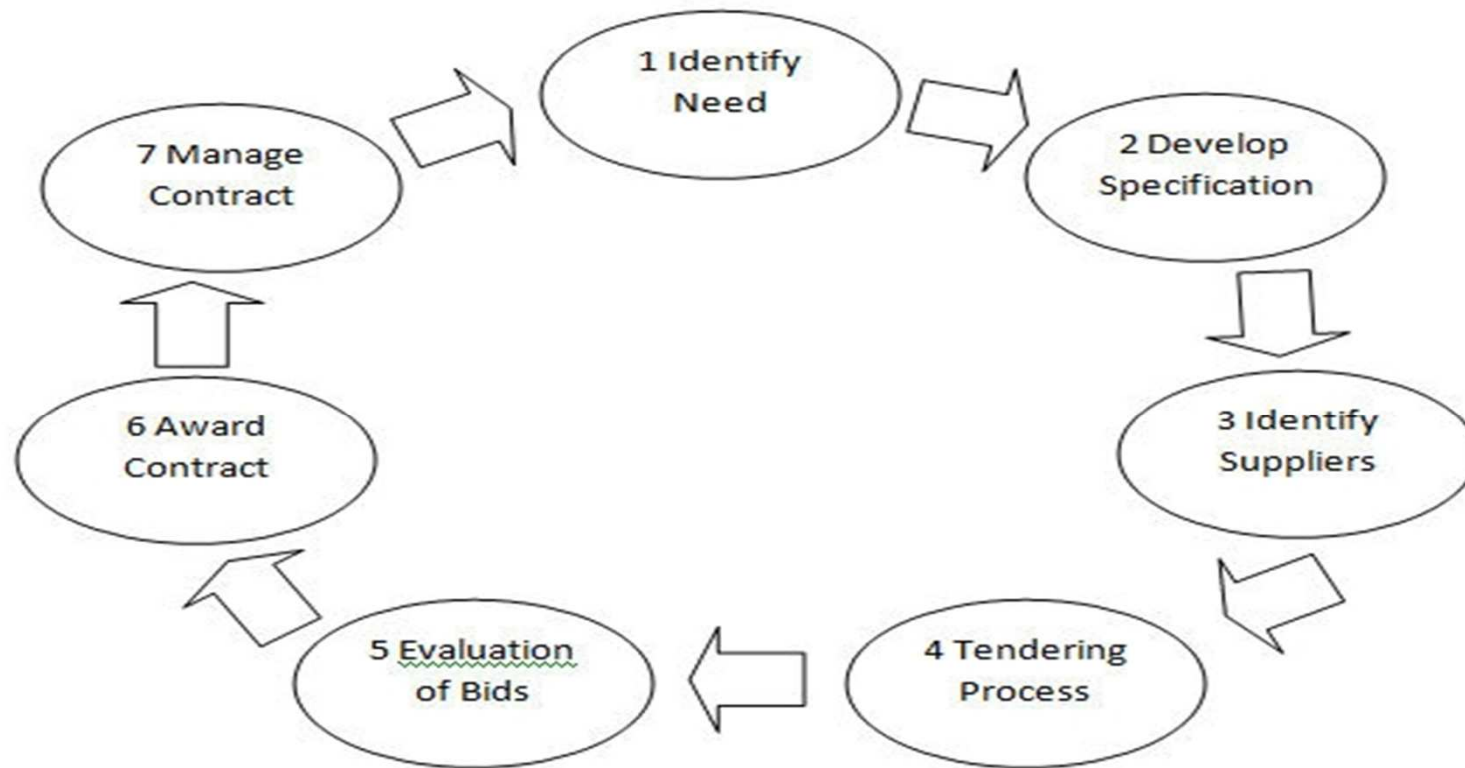 1 Identify
Need
2 Develop
Specification
3 Identify
Suppliers
4 Tendering
Process
5 Evaluation
of Bids
6 Award
Contract
7 Manage
Contract